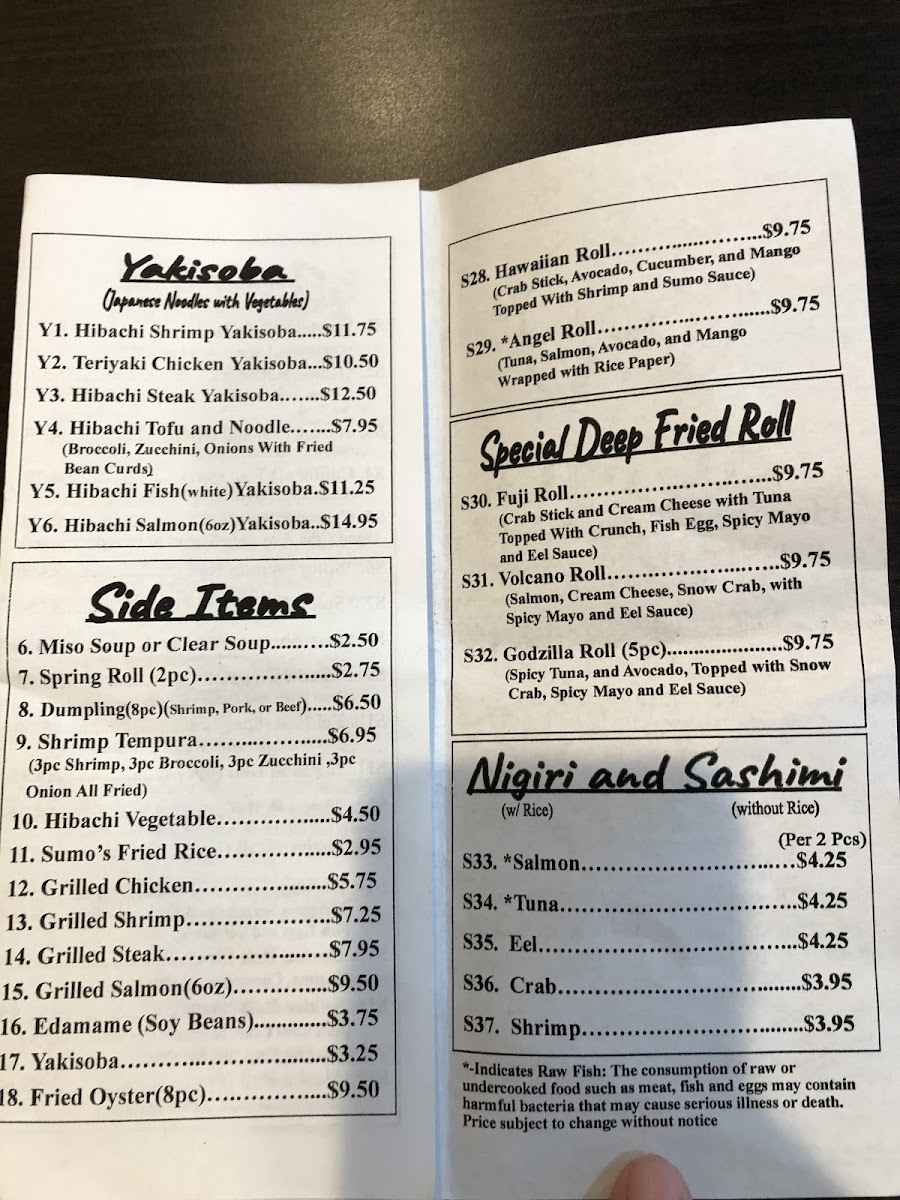 Yakisoba
(Japanese Noodles with Vegetables)
Y1. Hibachi Shrimp Yakisoba.....$11.75
Y2. Teriyaki Chicken Yakisoba...$10.50
Y3. Hibachi Steak Yakisoba.......$12.50
Y4. Hibachi Tofu and Noodle.......$7.95
(Broccoli, Zucchini, Onions With Fried
Bean Curds)
Y5. Hibachi Fish(white)Yakisoba.$11.25
Y6. Hibachi Salmon(6oz)Yakisoba..$14.95
Side Items
6. Miso Soup or Clear Soup..........$2.50
7. Spring Roll (2pc)......................$2.75
8. Dumpling(8pc)(Shrimp, Pork, or Beef).....$6.50
9. Shrimp Tempura.....................$6.95
(3pc Shrimp, 3pc Broccoli, 3pc Zucchini ,3pc
Onion All Fried)
10. Hibachi Vegetable...................$4.50
11. Sumo's Fried Rice...................$2.95
12. Grilled Chicken.......................$5.75
13. Grilled Shrimp........................$7.25
14. Grilled Steak...........................$7.95
15. Grilled Salmon(6oz)................$9.50
16. Edamame (Soy Beans).............$3.75
17. Yakisoba..................................$3.25
18. Fried Oyster(8pc)....................$9.50
S28. Hawaiian Roll.........................$9.75
(Crab Stick, Avocado, Cucumber, and Mango
Topped With Shrimp and Sumo Sauce)
S29. *Angel Roll.............................$9.75
(Tuna, Salmon, Avocado, and Mango
Wrapped with Rice Paper)
Special Deep Fried Roll
S30. Fuji Roll.................................$9.75
(Crab Stick and Cream Cheese with Tuna
Topped With Crunch, Fish Egg, Spicy Mayo
and Eel Sauce)
S31. Volcano Roll...........................$9.75
(Salmon, Cream Cheese, Snow Crab, with
Spicy Mayo and Eel Sauce)
S32. Godzilla Roll (5pc)......................$9.75
(Spicy Tuna, and Avocado, Topped with Snow
Crab, Spicy Mayo and Eel Sauce)
Nigiri and Sashimi
(w/ Rice) (without Rice)
(Per 2 Pcs)
S33. *Salmon..................................$4.25
S34. *Tuna.....................................$4.25
S35. Eel..........................................$4.25
S36. Crab.......................................$3.95
S37. Shrimp...................................$3.95
*-Indicates Raw Fish: The consumption of raw or
undercooked food such as meat, fish and eggs may contain
harmful bacteria that may cause serious illness or death.
Price subject to change without notice